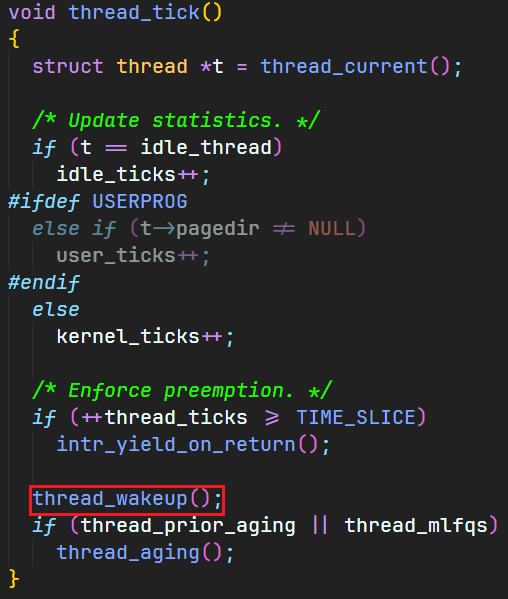 void thread_tick()
{
  struct thread *t = thread_current();

  /* Update statistics. */
  if (t == idle_thread)
    idle_ticks++;
#ifdef USERPROG
  else if (t->pagedir != NULL)
    user_ticks++;
#endif
  else
    kernel_ticks++;

  /* Enforce preemption. */
  if (++thread_ticks >= TIME_SLICE)
    intr_yield_on_return();

  thread_wakeup();
  if (thread_prior_aging || thread_mlfqs)
    thread_aging();
}